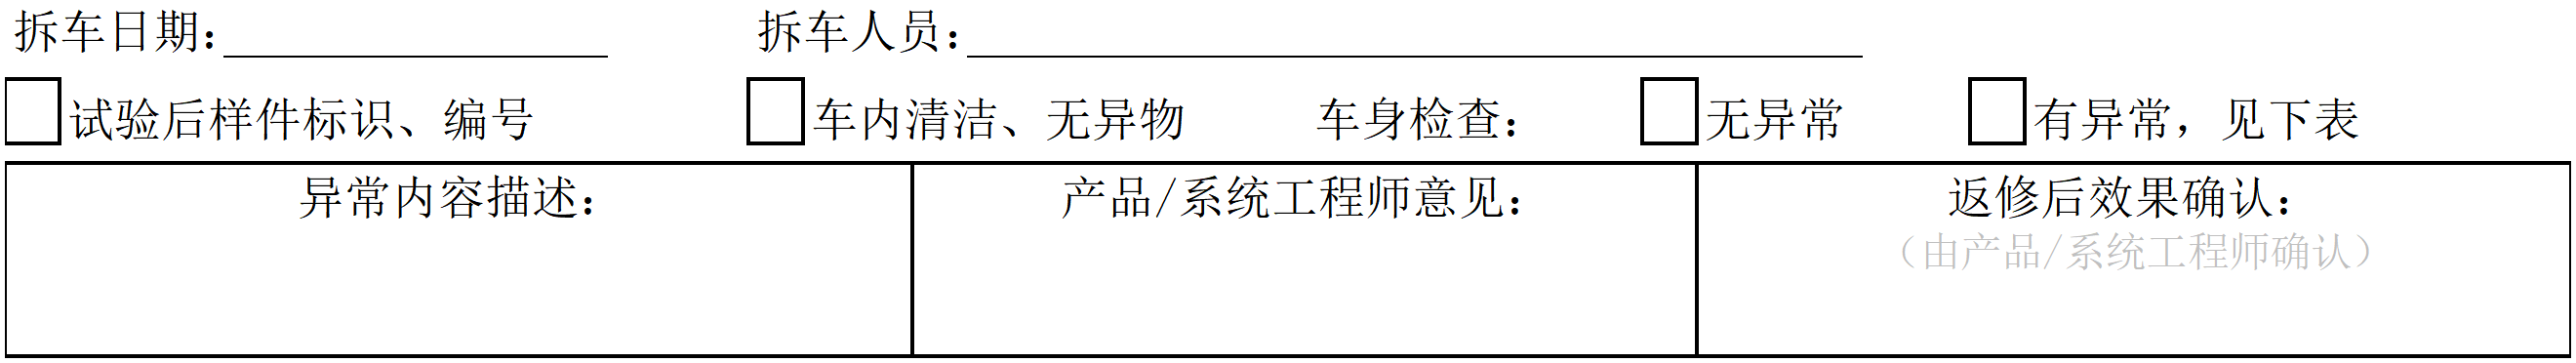 拆车日期： 拆车人员：
试验后样件标识、编号 车内清洁、无异物 车身检查： 无异常 有异常，见下表
异常内容描述： 产品/系统工程师意见： 返修后效果确认：
（由产品/系统工程师确认）